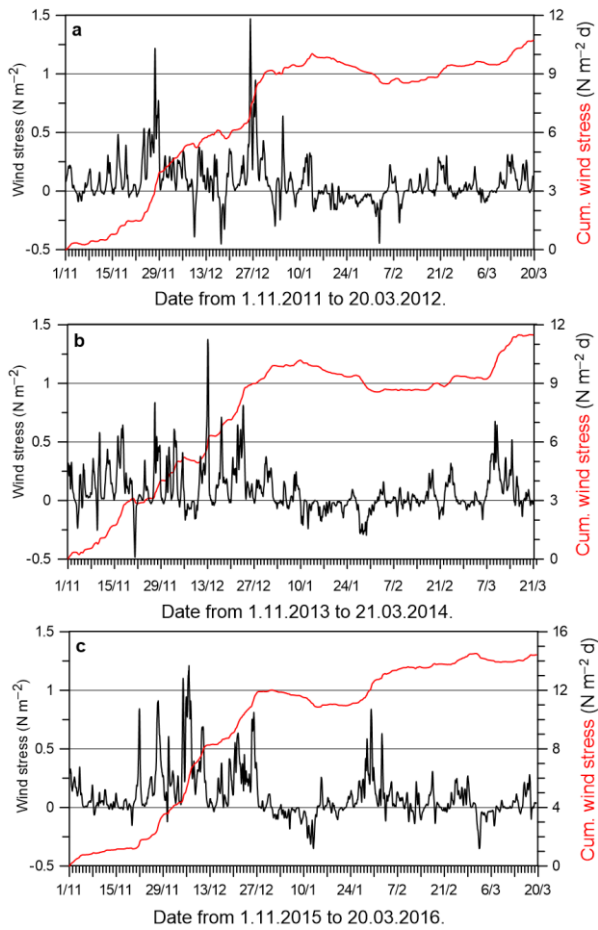 a
Wind stress (N m⁻²)
1.5
1
0.5
0
-0.5
12
9
6
3
0
Cum. wind stress (N m⁻² d)
1/11 15/11 29/11 13/12 27/12 10/1 24/1 7/2 21/2 6/3 20/3
Date from 1.11.2011 to 20.03.2012.
b
Wind stress (N m⁻²)
1.5
1
0.5
0
-0.5
12
9
6
3
0
Cum. wind stress (N m⁻² d)
1/11 15/11 29/11 13/12 27/12 10/1 24/1 7/2 21/2 7/3 21/3
Date from 1.11.2013 to 21.03.2014.
c
Wind stress (N m⁻²)
1.5
1
0.5
0
-0.5
16
12
8
4
0
Cum. wind stress (N m⁻² d)
1/11 15/11 29/11 13/12 27/12 10/1 24/1 7/2 21/2 6/3 20/3
Date from 1.11.2015 to 20.03.2016.